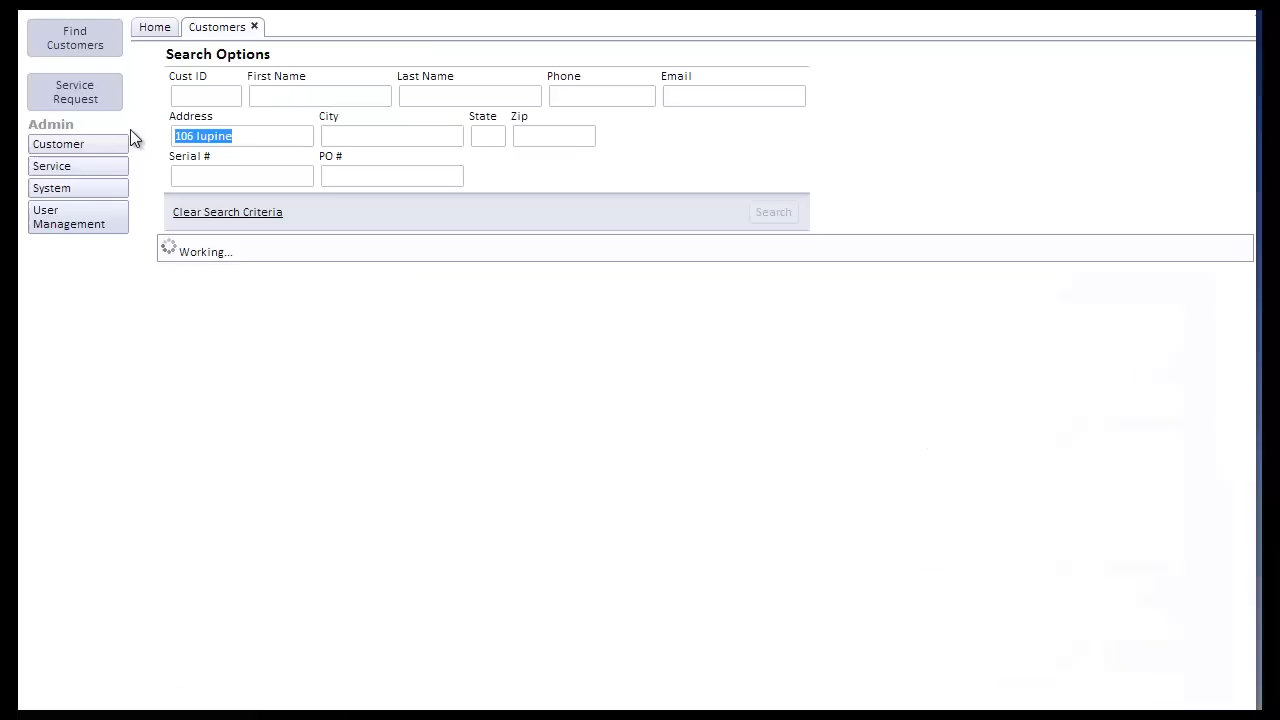 Find
Customers
Service
Request
Admin
Customer
Service
System
User
Management
Home
Customers
Search Options
Cust ID First Name Last Name Phone Email
Address City State Zip
106 lupine
Serial # PO #
Clear Search Criteria Search
Working...